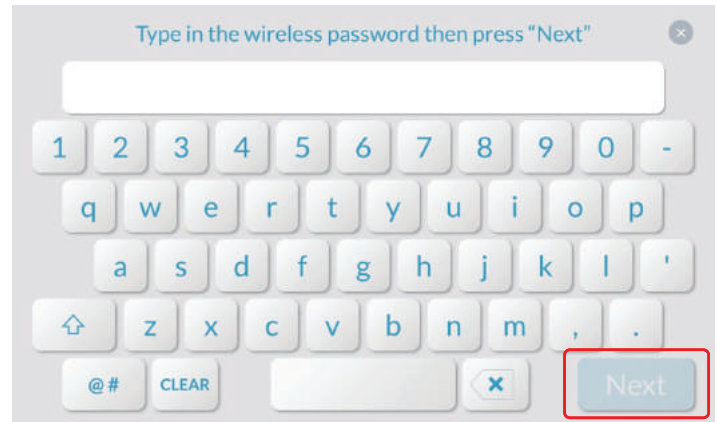 Type in the wireless password then press “Next”
1 2 3 4 5 6 7 8 9 0 -
q w e r t y u i o p
a s d f g h j k l '
z x c v b n m , .
@# CLEAR Next